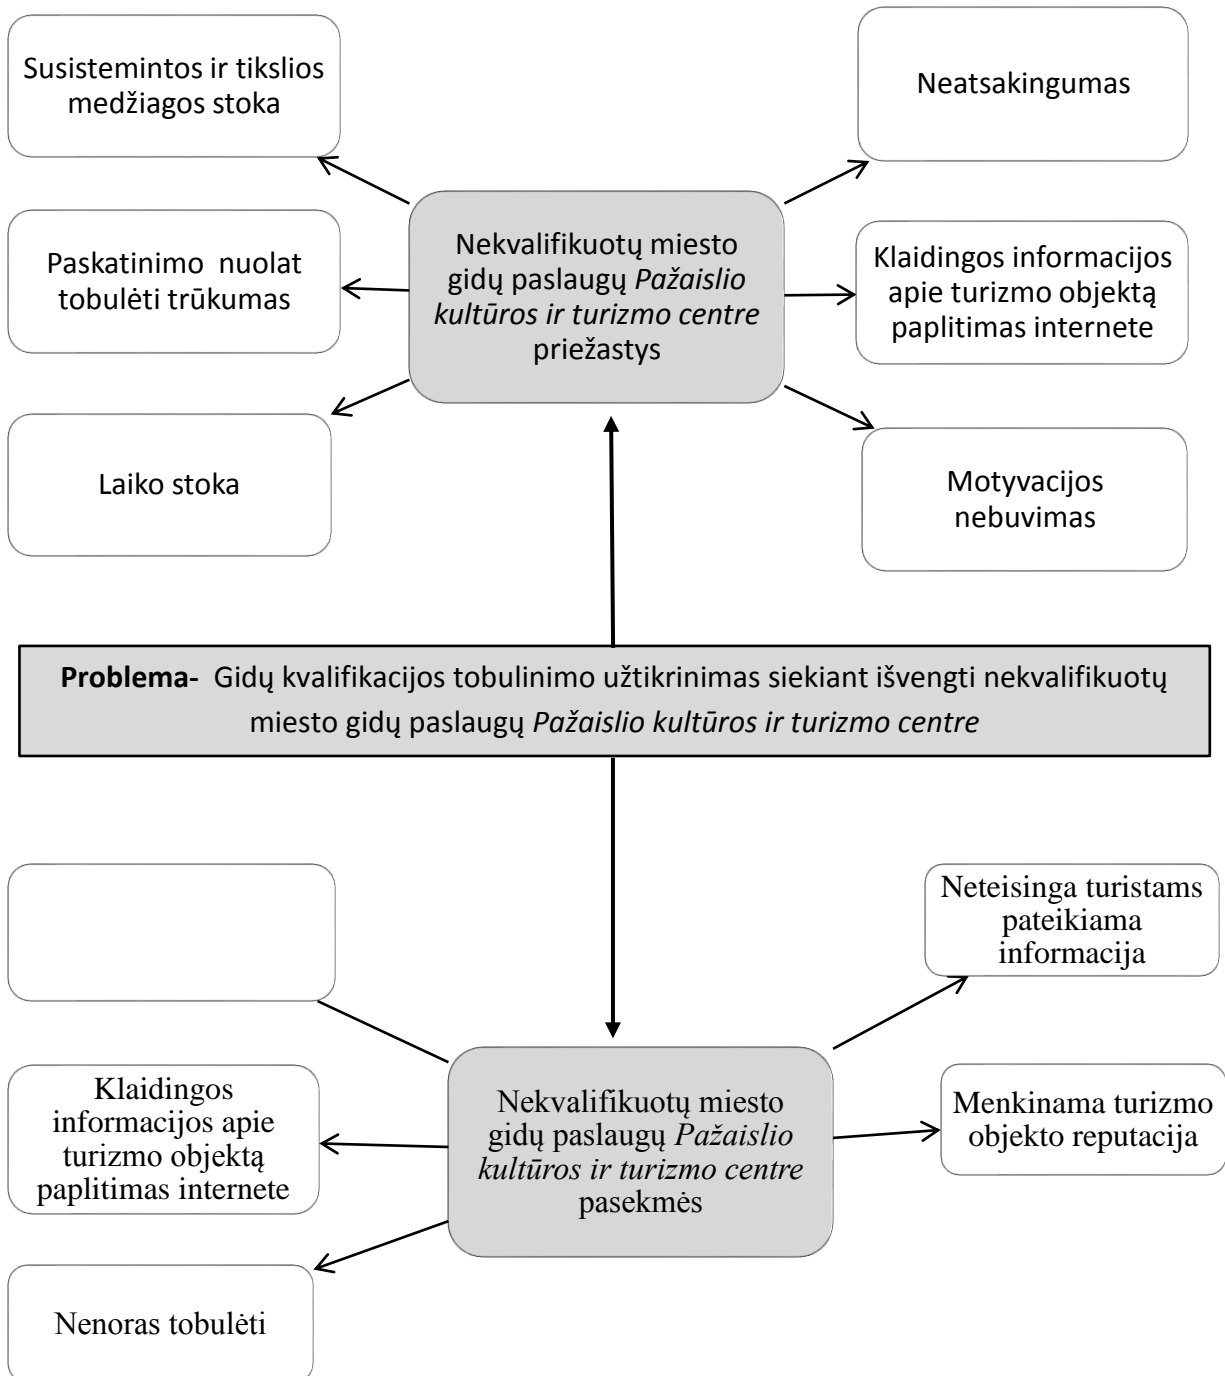 Susistemintos ir tikslios
medžiagos stoka
Neatsakingumas
Nekvalifikuotų miesto
gidų paslaugų Pažaislio
kultūros ir turizmo centre
priežastys
Paskatinimo nuolat
tobulėti trūkumas
Klaidingos informacijos
apie turizmo objektą
paplitimas internete
Laiko stoka
Motyvacijos
nebuvimas
Problema- Gidų kvalifikacijos tobulinimo užtikrinimas siekiant išvengti nekvalifikuotų
miesto gidų paslaugų Pažaislio kultūros ir turizmo centre
Neteisinga turistams
pateikiama
informacija
Klaidingos
informacijos apie
turizmo objektą
paplitimas internete
Nekvalifikuotų miesto
gidų paslaugų Pažaislio
kultūros ir turizmo centre
pasekmės
Menkinama turizmo
objekto reputacija
Nenoras tobulėti